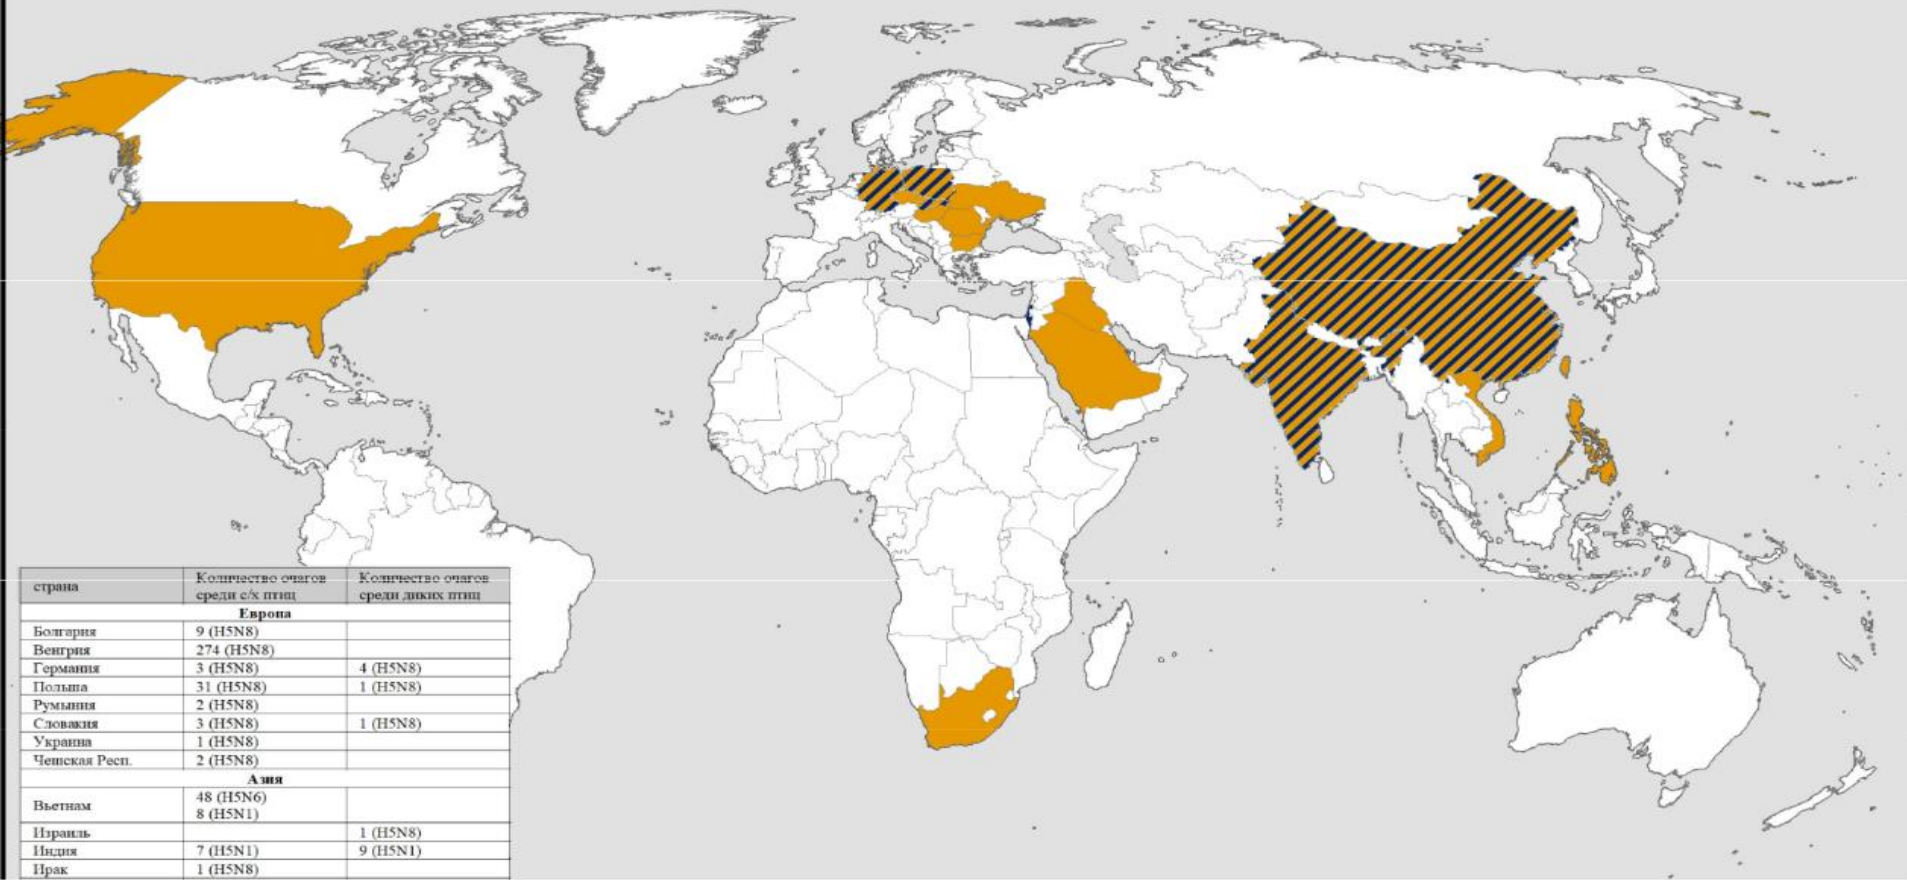 страна Количество очагов Количество очагов
среди с/х птиц среди диких птиц
Европа
Болгария 9 (H5N8)
Венгрия 274 (H5N8)
Германия 3 (H5N8) 4 (H5N8)
Польша 31 (H5N8) 1 (H5N8)
Румыния 2 (H5N8)
Словакия 3 (H5N8) 1 (H5N8)
Украина 1 (H5N8)
Чешская Респ. 2 (H5N8)
Азия
Вьетнам 48 (H5N6)
8 (H5N1)
Израиль 1 (H5N8)
Индия 7 (H5N1) 9 (H5N1)
Ирак 1 (H5N8)